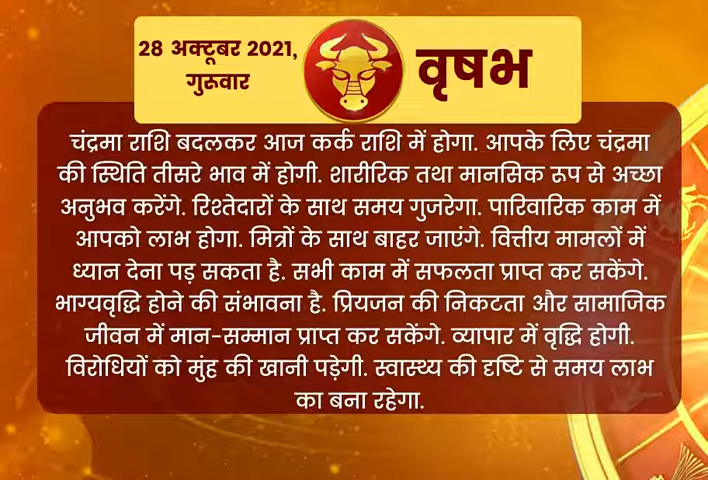 28 अक्टूबर 2021,
गुरूवार
वृषभ
चंद्रमा राशि बदलकर आज कर्क राशि में होगा. आपके लिए चंद्रमा
की स्थिति तीसरे भाव में होगी. शारीरिक तथा मानसिक रूप से अच्छा
अनुभव करेंगे. रिश्तेदारों के साथ समय गुजरेगा. पारिवारिक काम में
आपको लाभ होगा. मित्रों के साथ बाहर जाएंगे. वित्तीय मामलों में
ध्यान देना पड़ सकता है. सभी काम में सफलता प्राप्त कर सकेंगे.
भाग्यवृद्धि होने की संभावना है. प्रियजन की निकटता और सामाजिक
जीवन में मान-सम्मान प्राप्त कर सकेंगे. व्यापार में वृद्धि होगी.
विरोधियों को मुंह की खानी पड़ेगी. स्वास्थ्य की दृष्टि से समय लाभ
का बना रहेगा.